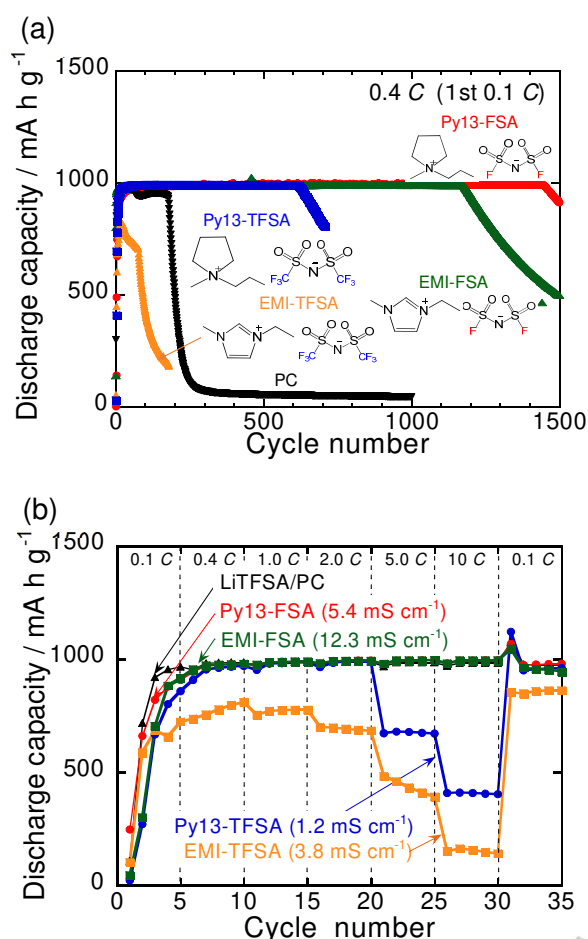 (a)
1500
1000
500
0
Discharge capacity / mA h g⁻¹
0.4 C (1st 0.1 C)
Py13-FSA
N
+
O O
O O
S S
N
-
F F
Py13-TFSA
N
+
O O
O O
S S
N
-
F₃C CF₃
EMI-TFSA
N + N
O O
O O
S S
N
-
F₃C CF₃
EMI-FSA
N + N
O O
O O
S S
N
-
F F
PC
0 500 1000 1500
Cycle number
(b)
1500
1000
500
0
Discharge capacity / mA h g⁻¹
0.1 C 0.4 C 1.0 C 2.0 C 5.0 C 10 C 0.1 C
LiTFSA/PC
Py13-FSA (5.4 mS cm⁻¹)
EMI-FSA (12.3 mS cm⁻¹)
Py13-TFSA (1.2 mS cm⁻¹)
EMI-TFSA (3.8 mS cm⁻¹)
0 5 10 15 20 25 30 35
Cycle number